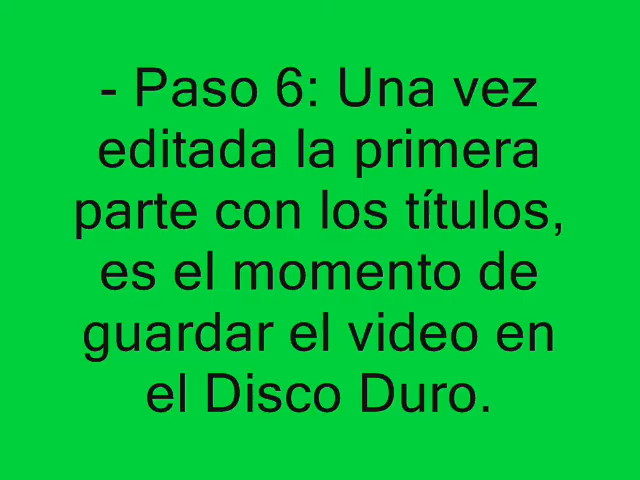 - Paso 6: Una vez
editada la primera
parte con los títulos,
es el momento de
guardar el video en
el Disco Duro.